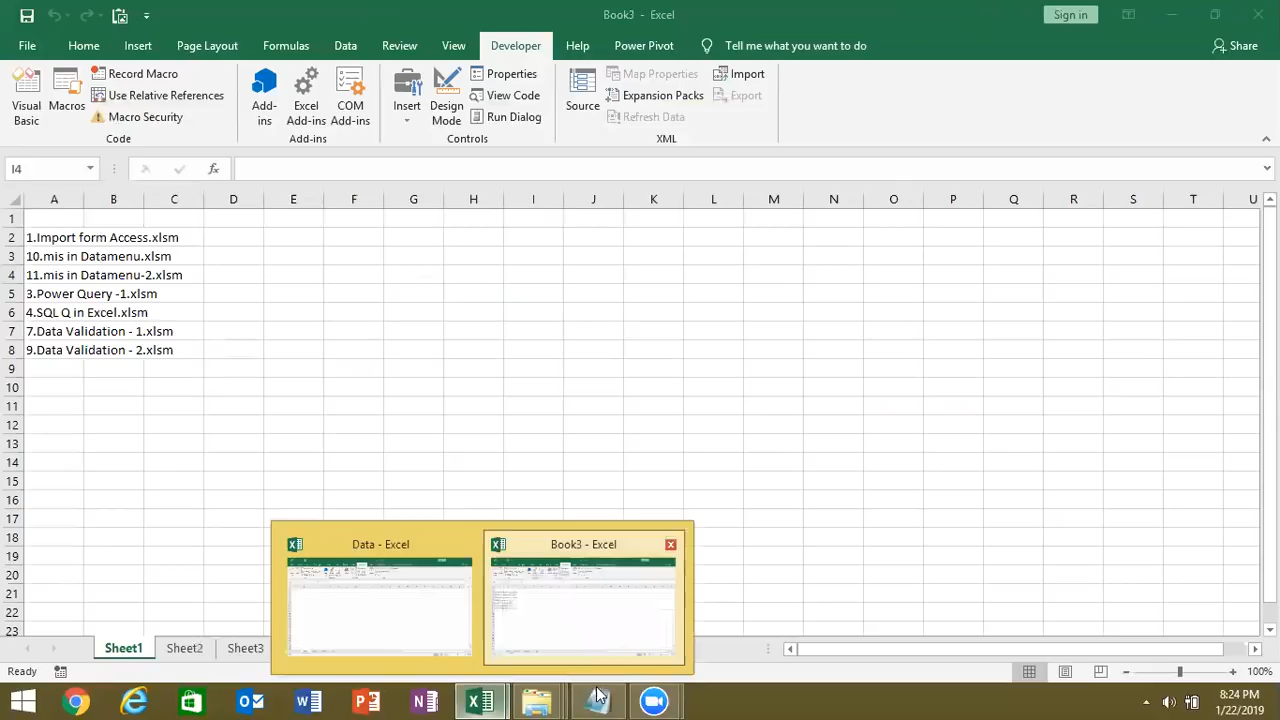 Book3 - Excel
Sign in
File Home Insert Page Layout Formulas Data Review View Developer Help Power Pivot Tell me what you want to do Share
Visual Basic
Macros
Record Macro
Use Relative References
Macro Security
Code
Add-ins
Excel Add-ins
COM Add-ins
Add-ins
Insert
Design Mode
Properties
View Code
Run Dialog
Controls
Source
Map Properties
Expansion Packs
Refresh Data
Import
Export
XML
I4
fx
A B C D E F G H I J K L M N O P Q R S T U
1
2 1.Import form Access.xlsm
3 10.mis in Datamenu.xlsm
4 11.mis in Datamenu-2.xlsm
5 3.Power Query -1.xlsm
6 4.SQL Q in Excel.xlsm
7 7.Data Validation - 1.xlsm
8 9.Data Validation - 2.xlsm
9
10
11
12
13
14
15
16
17
18
19
20
21
22
23
Data - Excel
Book3 - Excel
Sheet1 Sheet2 Sheet3
Ready
100%
8:24 PM
1/22/2019